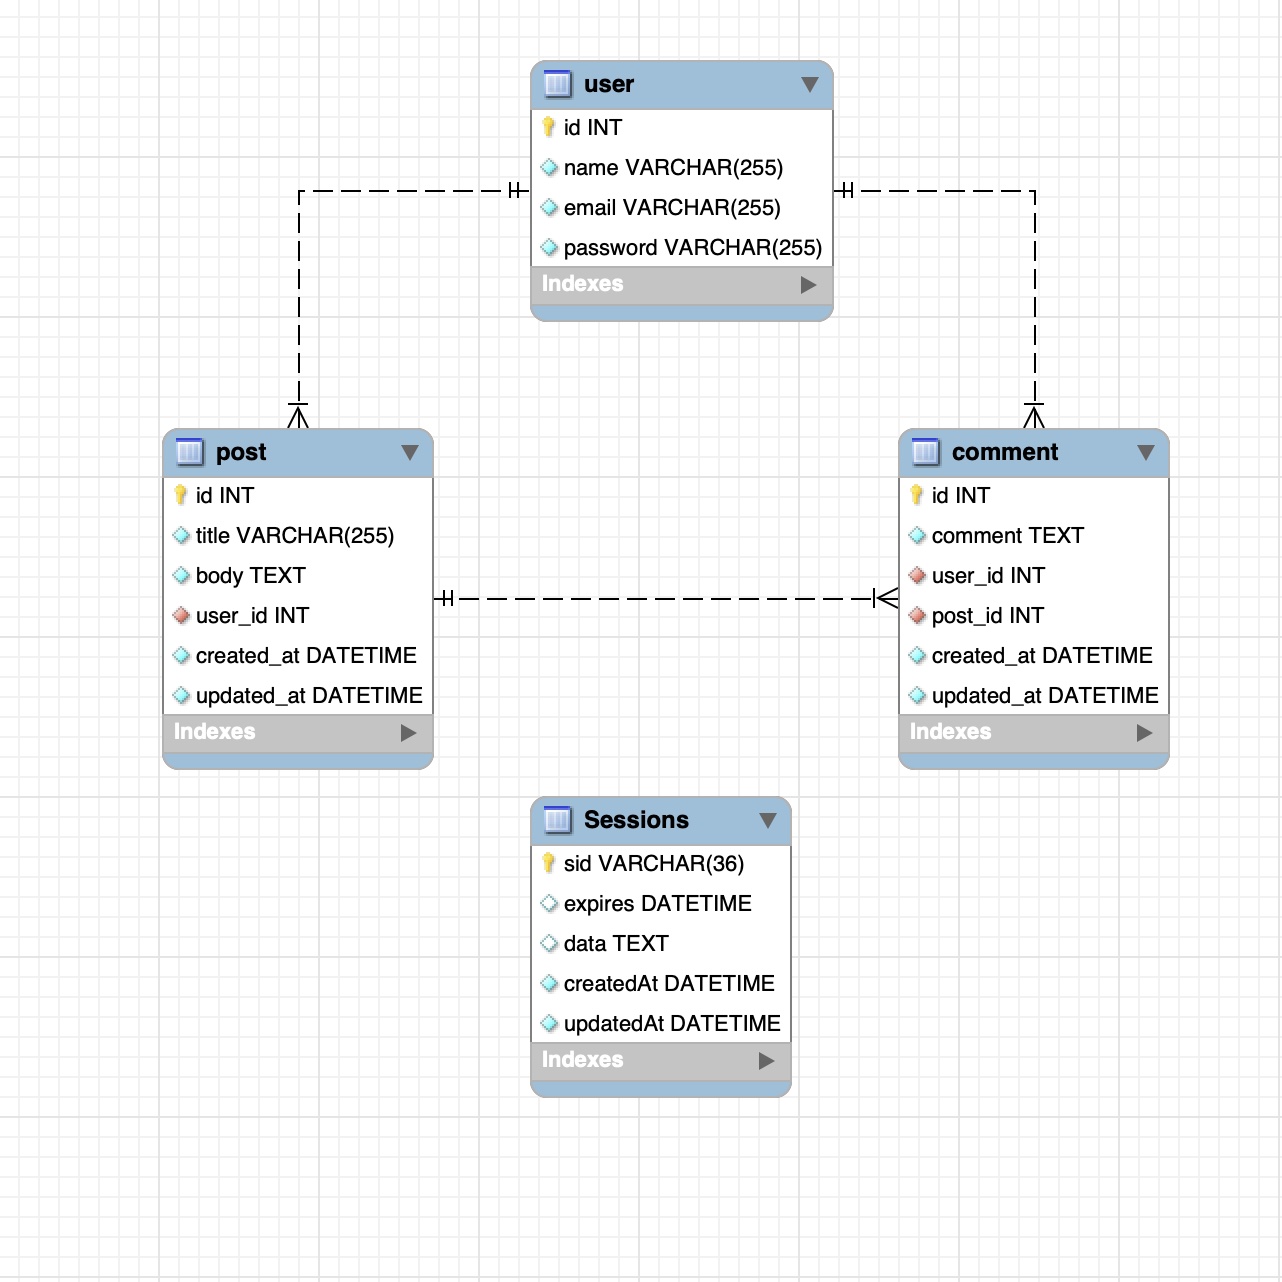 user
id INT
name VARCHAR(255)
email VARCHAR(255)
password VARCHAR(255)
Indexes
post
id INT
title VARCHAR(255)
body TEXT
user_id INT
created_at DATETIME
updated_at DATETIME
Indexes
comment
id INT
comment TEXT
user_id INT
post_id INT
created_at DATETIME
updated_at DATETIME
Indexes
Sessions
sid VARCHAR(36)
expires DATETIME
data TEXT
createdAt DATETIME
updatedAt DATETIME
Indexes